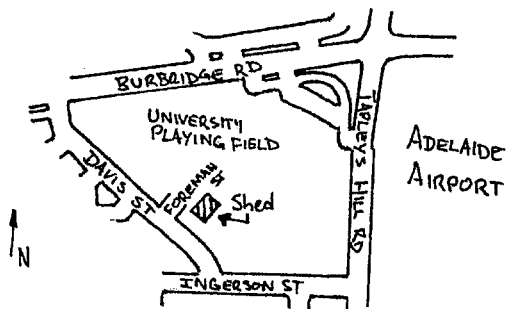 BURBRIDGE RD
UNIVERSITY
PLAYING FIELD
TAPLEYS HILL RD
ADELAIDE
AIRPORT
DAVIS ST
FOREMAN
ST
Shed
N
INGERSON ST